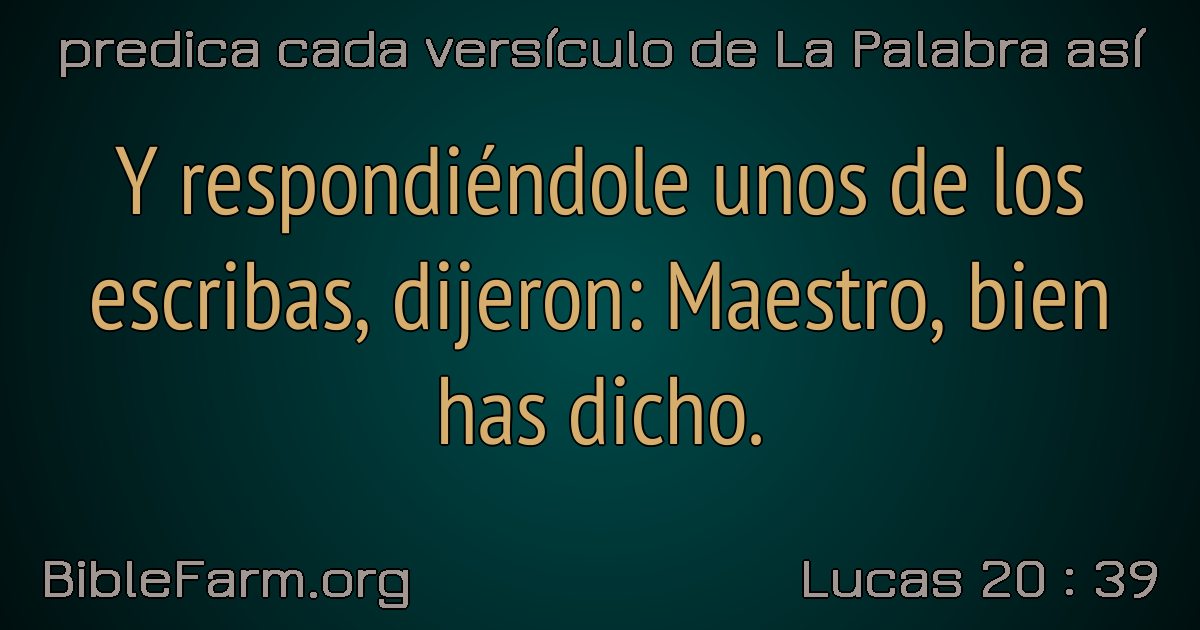 predica cada versículo de La Palabra así
Y respondiéndole unos de los
escribas, dijeron: Maestro, bien
has dicho.
BibleFarm.org
Lucas 20 : 39